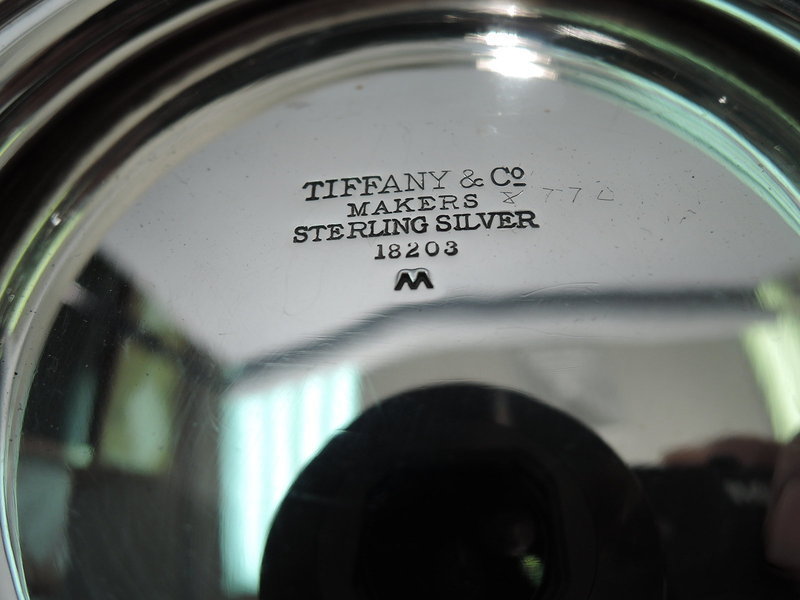 TIFFANY & Co
MAKERS
STERLING SILVER
18203
M